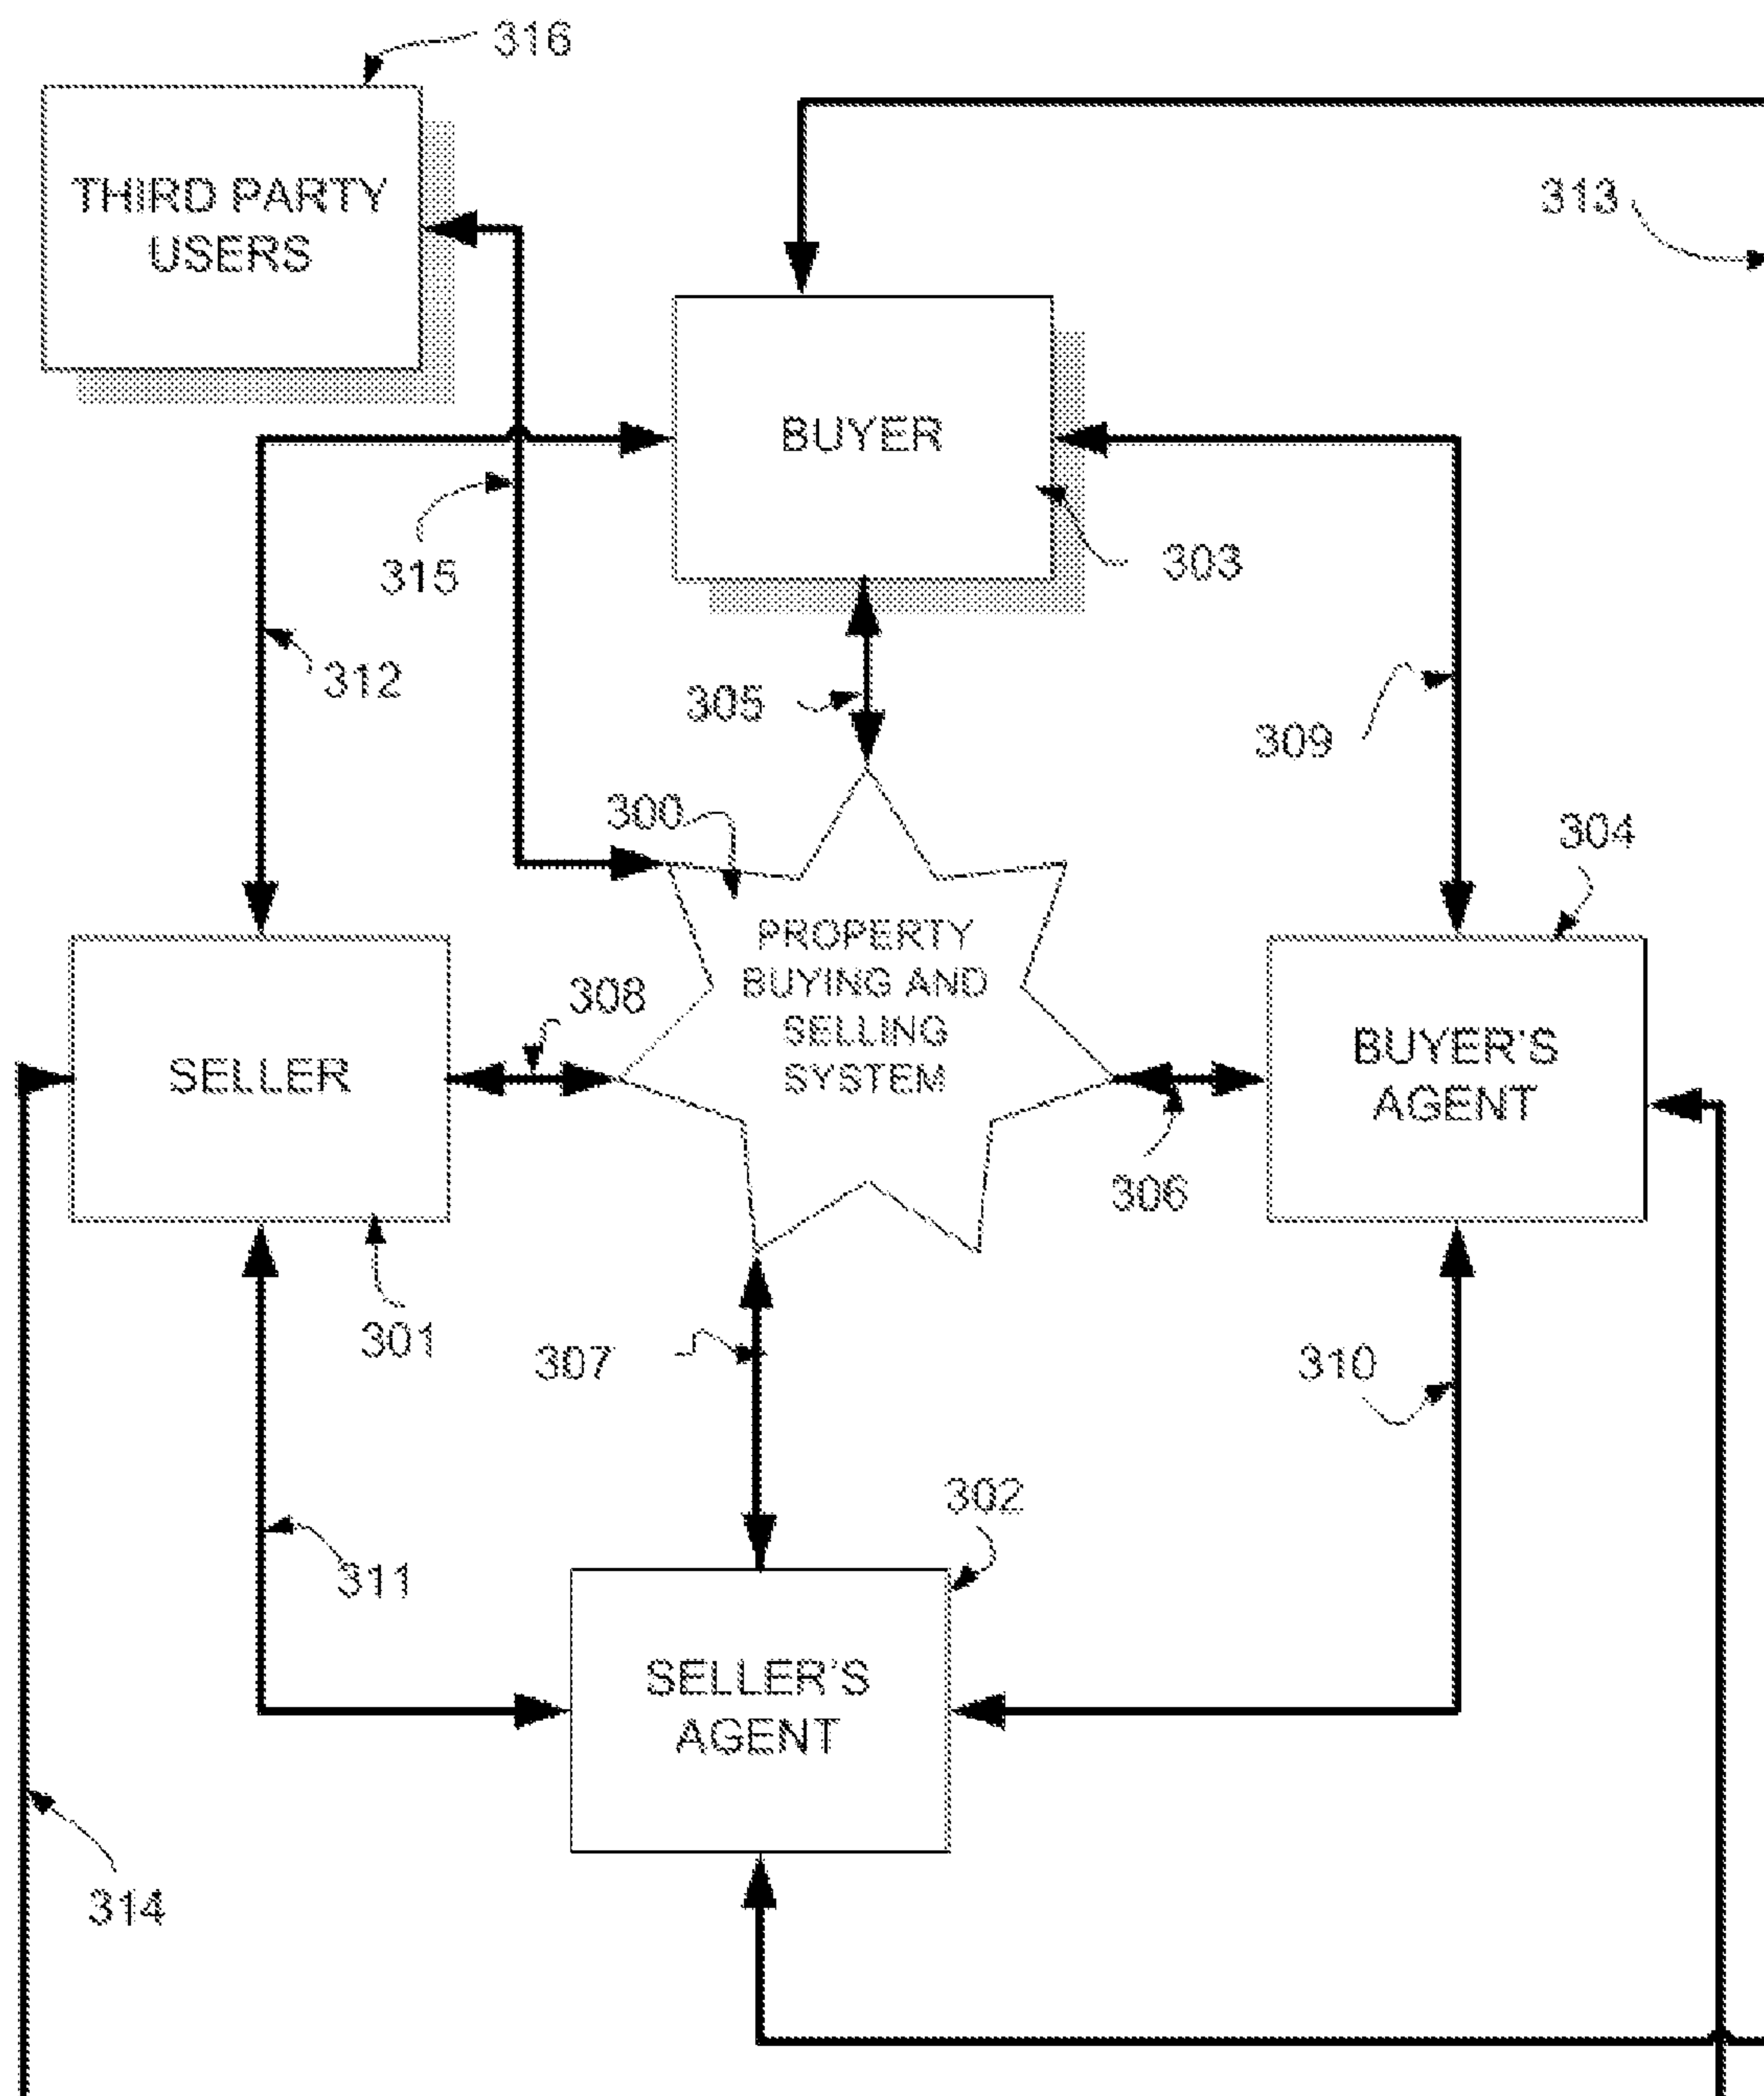 316
THIRD PARTY
USERS
313
BUYER
303
315
312
305
309
300
304
PROPERTY
BUYING AND
SELLING
SYSTEM
308
SELLER
BUYER'S
AGENT
306
301
307
310
302
311
SELLER'S
AGENT
314